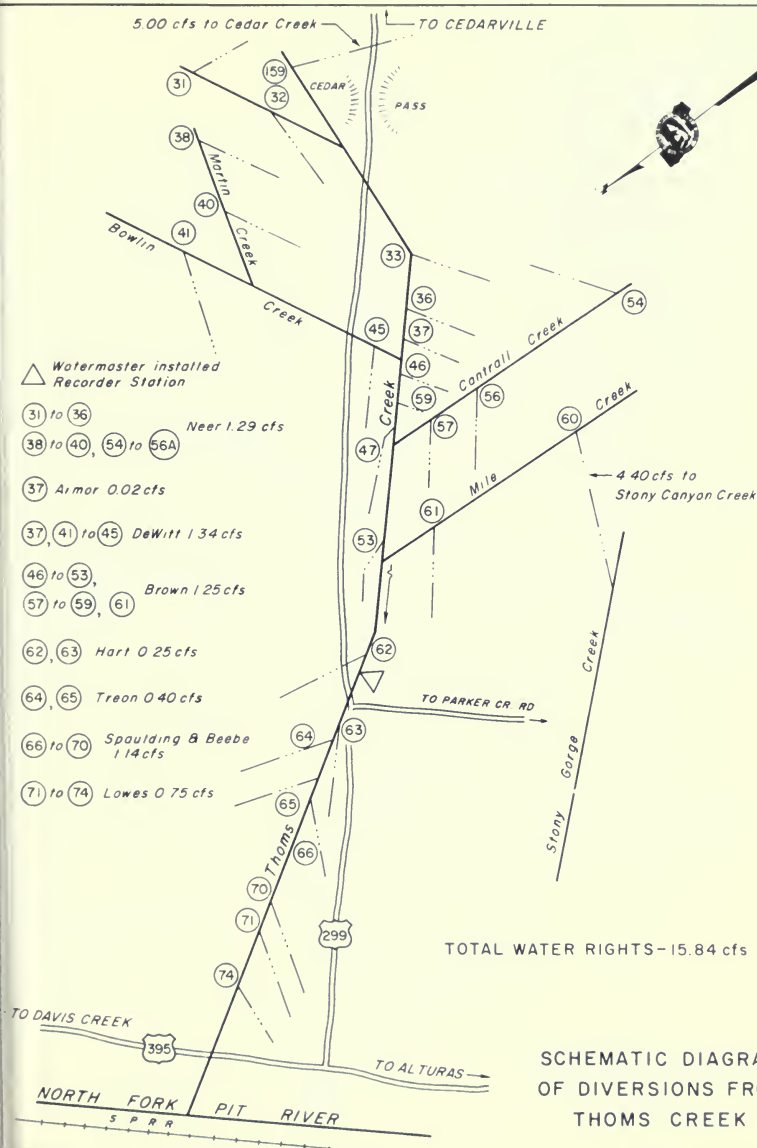 5.00 cfs to Cedar Creek
TO CEDARVILLE
159
CEDAR
PASS
31
32
38
Martin
Creek
40
41
Bowlin
Creek
33
36
37
45
46
59
54
Cantrall Creek
56
57
60
Mile Creek
61
47
Creek
53
4.40 cfs to
Stony Canyon Creek
Watermaster installed
Recorder Station
31 to 36
Neer 1.29 cfs
38 to 40, 54 to 56A
37 Armor 0.02 cfs
37, 41 to 45 DeWitt 1 34 cfs
46 to 53,
Brown 1 25 cfs
57 to 59, 61
62, 63 Hart 0 25 cfs
64, 65 Treon 0 40 cfs
66 to 70 Spaulding & Beebe
1 14 cfs
71 to 74 Lowes 0 75 cfs
62
TO PARKER CR. RD
63
64
65
66
Thoms
70
71
74
299
Stony Gorge Creek
TOTAL WATER RIGHTS-15.84 cfs
TO DAVIS CREEK
395
TO ALTURAS
NORTH FORK PIT RIVER
S P R R
SCHEMATIC DIAGRA
OF DIVERSIONS FRO
THOMS CREEK